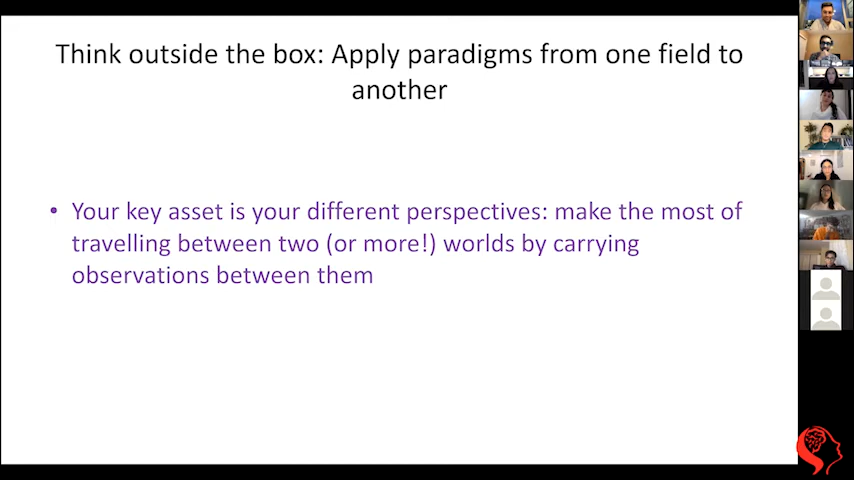 Think outside the box: Apply paradigms from one field to
another
• Your key asset is your different perspectives: make the most of
travelling between two (or more!) worlds by carrying
observations between them